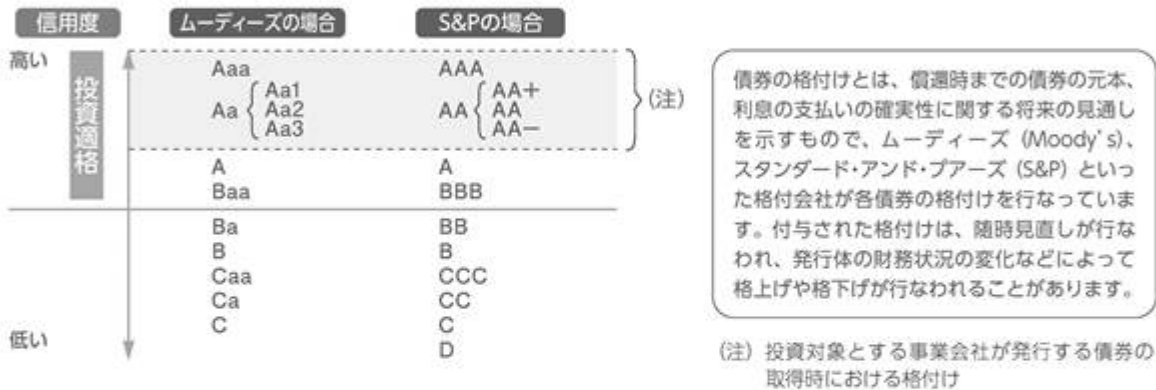 信用度 ムーディーズの場合 S&Pの場合
高い
投資適格
Aaa AAA
Aa Aa1 AA AA+
Aa2 AA
Aa3 AA−
(注)
A A
Baa BBB
Ba BB
B B
Caa CCC
Ca CC
C C
D
低い
債券の格付けとは、償還時までの債券の元本、
利息の支払いの確実性に関する将来の見通し
を示すもので、ムーディーズ(Moody's)、
スタンダード・アンド・プアーズ(S&P)といっ
た格付会社が各債券の格付けを行なっていま
す。付与された格付けは、随時見直しが行な
われ、発行体の財務状況の変化などによって
格上げや格下げが行なわれることがあります。
(注) 投資対象とする事業会社が発行する債券の
取得時における格付け